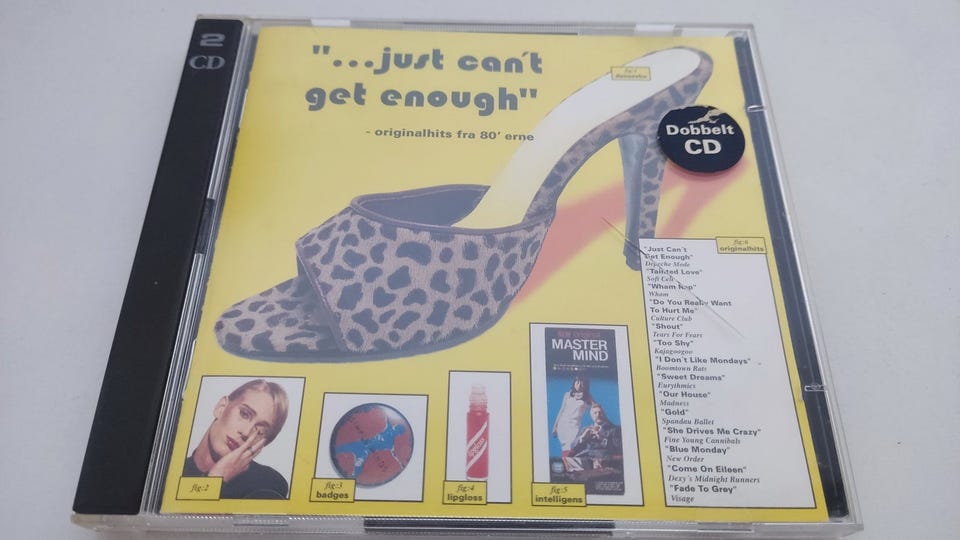 2
CD
"...just can't
get enough"
- originalhits fra 80' erne
fig:1
Dobbelt
CD
fig:6
originalhits
"Just Can't
Get Enough"
Depeche Mode
"Tainted Love"
Soft Cell
"Wham Rap"
Wham
"Do You Really Want
To Hurt Me"
Culture Club
"Shout"
Tears For Fears
"Too Shy"
Kajagoogoo
"I Don't Like Mondays"
Boomtown Rats
"Sweet Dreams"
Eurythmics
"Our House"
Madness
"Gold"
Spandau Ballet
"She Drives Me Crazy"
Fine Young Cannibals
"Blue Monday"
New Order
"Come On Eileen"
Dexy's Midnight Runners
"Fade To Grey"
Visage
MASTER
MIND
fig:2
fig:3
badges
fig:4
lipgloss
fig:5
intelligens